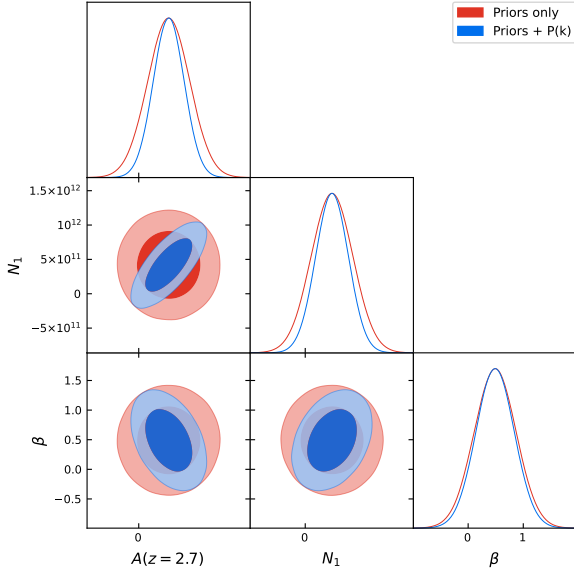 Priors only
Priors + P(k)
1.5×10¹²
10¹²
5×10¹¹
0
−5×10¹¹
N₁
1.5
1.0
0.5
0.0
−0.5
β
0
0
0
1
A(z = 2.7)
N₁
β